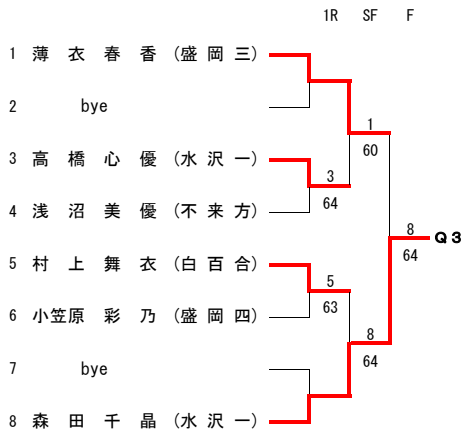 1R SF F
1 薄 衣 春 香 (盛 岡 三)
2 bye
1
60
3 高 橋 心 優 (水 沢 一)
3
64
4 浅 沼 美 優 (不 来 方)
8
64
Q3
5 村 上 舞 衣 (白 百 合)
5
63
6 小笠原 彩 乃 (盛 岡 四)
8
64
7 bye
8 森 田 千 晶 (水 沢 一)